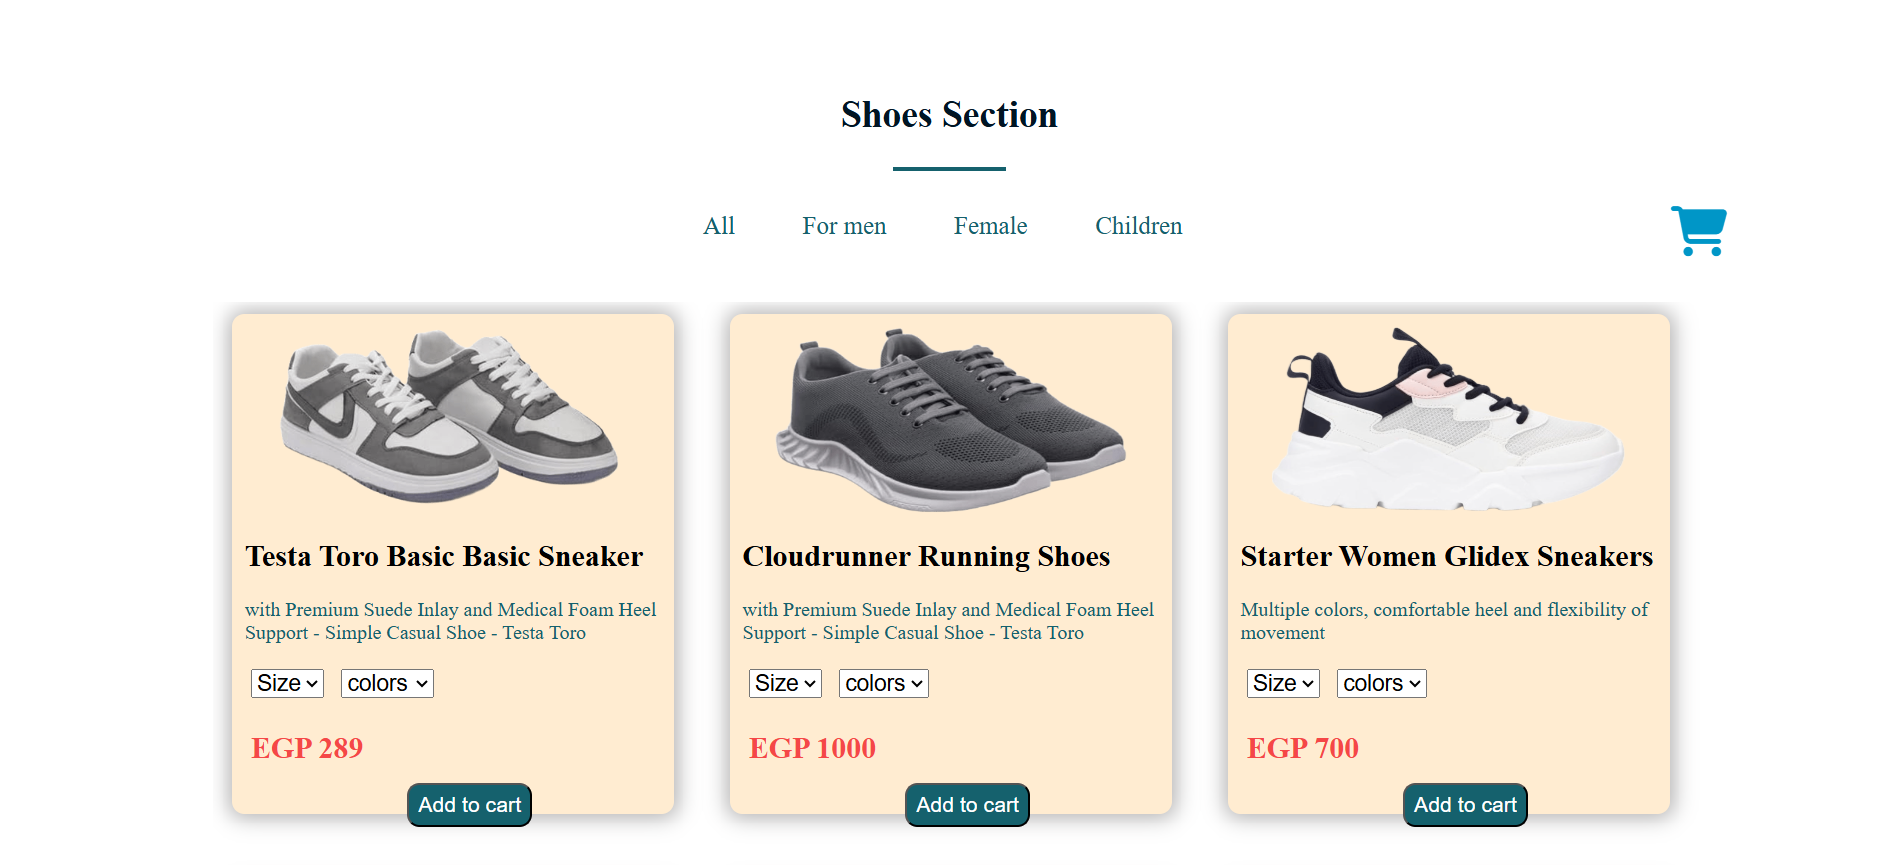 Shoes Section
All For men Female Children
Testa Toro Basic Basic Sneaker
with Premium Suede Inlay and Medical Foam Heel
Support - Simple Casual Shoe - Testa Toro
Size colors
EGP 289
Add to cart
Cloudrunner Running Shoes
with Premium Suede Inlay and Medical Foam Heel
Support - Simple Casual Shoe - Testa Toro
Size colors
EGP 1000
Add to cart
Starter Women Glidex Sneakers
Multiple colors, comfortable heel and flexibility of
movement
Size colors
EGP 700
Add to cart